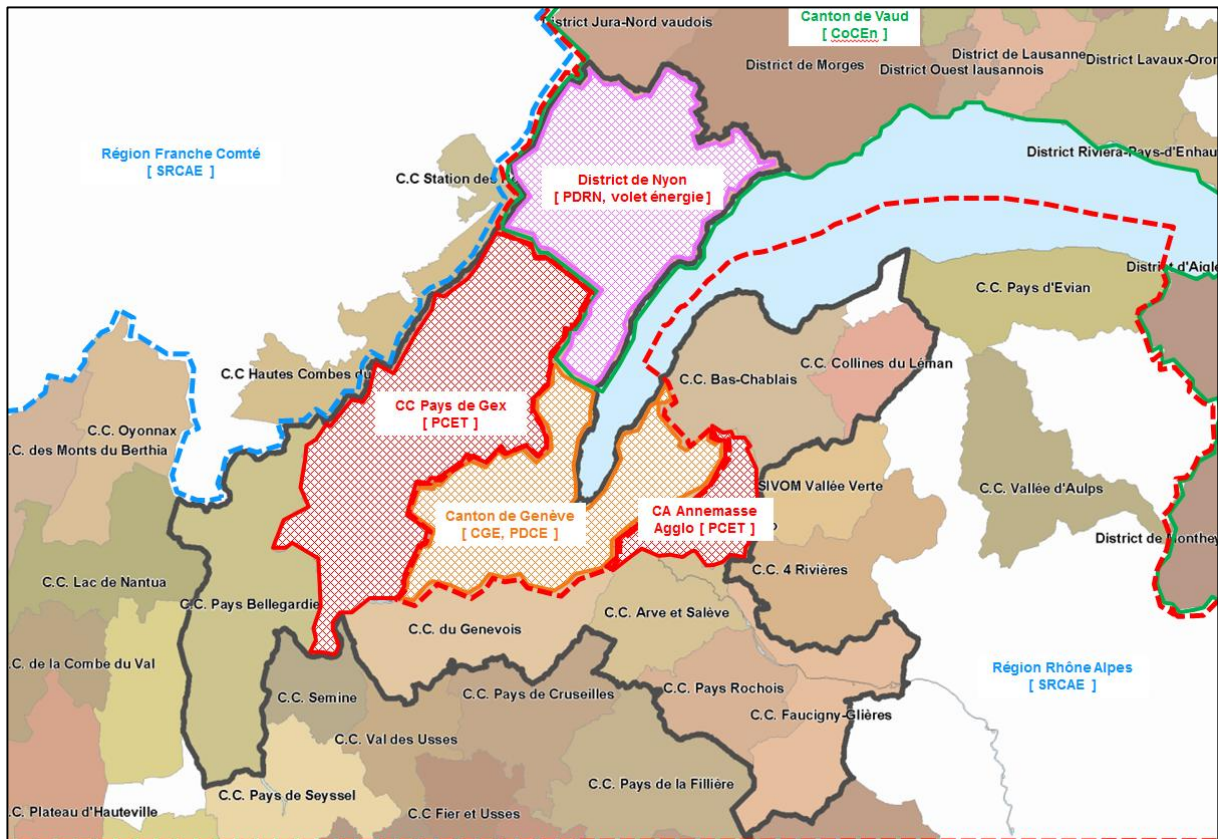 District Jura-Nord vaudois
Canton de Vaud
[ CoCEn ]
District de Lausanne
District de Morges
District Ouest lausannois
District Lavaux-Oron
Région Franche Comté
[ SRCAE ]
District Riviera-Pays-d'Enhau
C.C Station des
District de Nyon
[ PDRN, volet énergie ]
District d'Aigle
C.C. Pays d'Evian
C.C Hautes Combes du
C.C. Collines du Léman
C.C. Bas-Chablais
CC Pays de Gex
[ PCET ]
C.C. Oyonnax
.C. des Monts du Berthia
SIVOM Vallée Verte
C.C. Vallée d'Aulps
CA Annemasse
Agglo [ PCET ]
Canton de Genève
[ CGE, PDCE ]
District de Monthey
C.C. 4 Rivières
C.C. Lac de Nantua
C.C. Pays Bellegardie
C.C. Arve et Salève
C.C. du Genevois
.C. de la Combe du Val
Région Rhône Alpes
[ SRCAE ]
C.C. Semine
C.C. Pays de Cruseilles
C.C. Pays Rochois
C.C. Faucigny-Glières
C.C. Val des Usses
C.C. Pays de la Fillière
C.C. Pays de Seyssel
C.C. Plateau d'Hauteville
C.C Fier et Usses